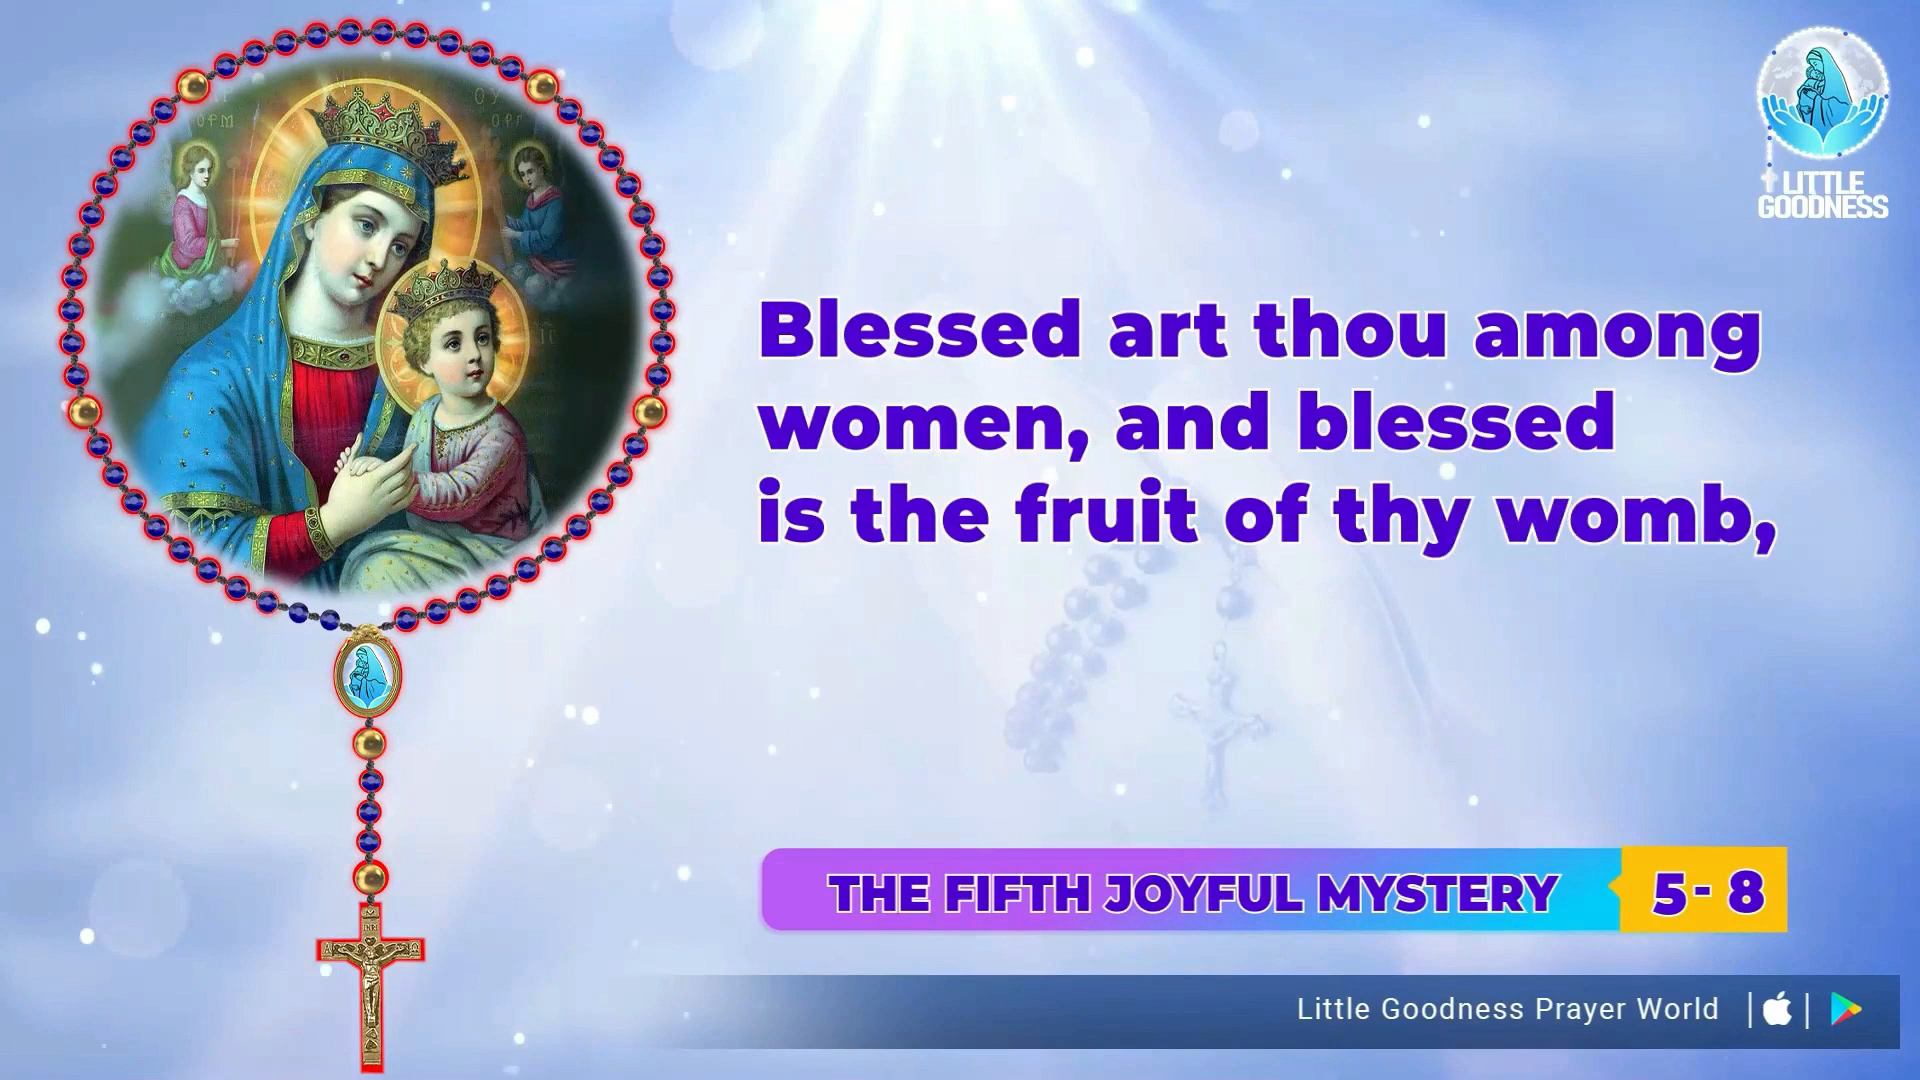 LITTLE
GOODNESS
Blessed art thou among
women, and blessed
is the fruit of thy womb,
THE FIFTH JOYFUL MYSTERY
5- 8
INRI
Little Goodness Prayer World